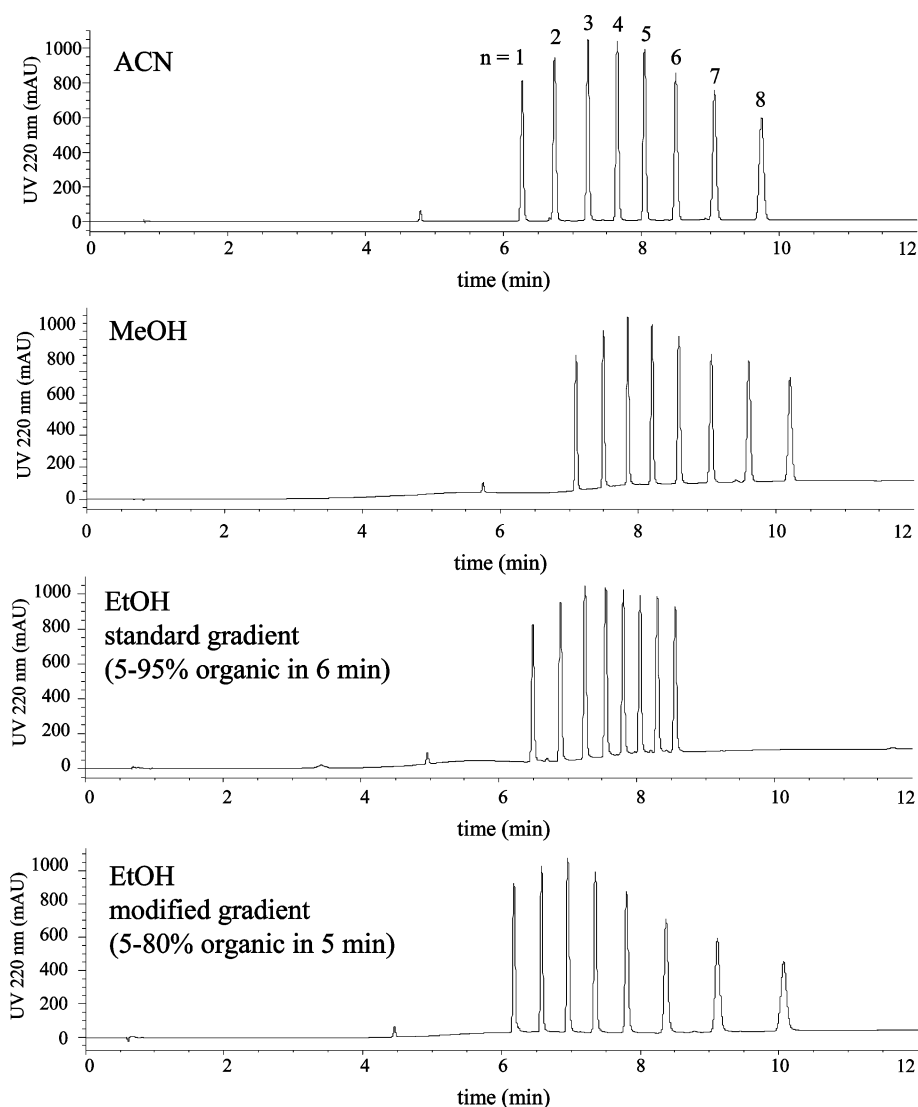 ACN
UV 220 nm (mAU)
1000
800
600
400
200
0
n = 1 2 3 4 5 6 7 8
0 2 4 6 8 10 12
time (min)
MeOH
UV 220 nm (mAU)
1000
800
600
400
200
0
0 2 4 6 8 10 12
time (min)
EtOH
standard gradient
(5-95% organic in 6 min)
UV 220 nm (mAU)
1000
800
600
400
200
0
0 2 4 6 8 10 12
time (min)
EtOH
modified gradient
(5-80% organic in 5 min)
UV 220 nm (mAU)
1000
800
600
400
200
0
0 2 4 6 8 10 12
time (min)